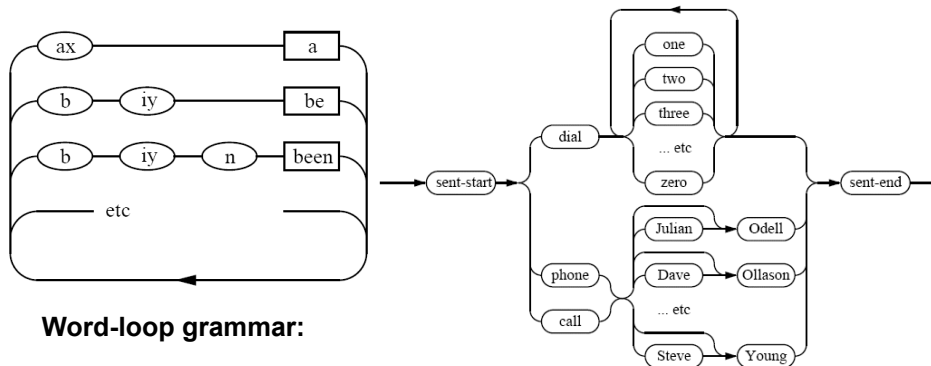 ax a
b iy be
b iy n been
etc
Word-loop grammar:
one
two
three
dial
... etc
zero
sent-start
sent-end
Julian Odell
phone
Dave Ollason
call
... etc
Steve Young